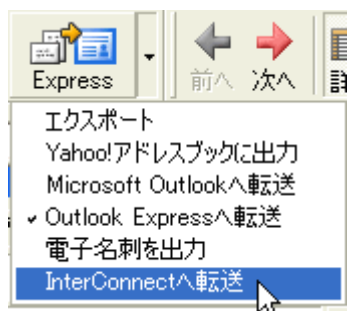 Express
前へ 次へ
エクスポート
Yahoo!アドレスブックに出力
Microsoft Outlookへ転送
Outlook Expressへ転送
電子名刺を出力
InterConnectへ転送